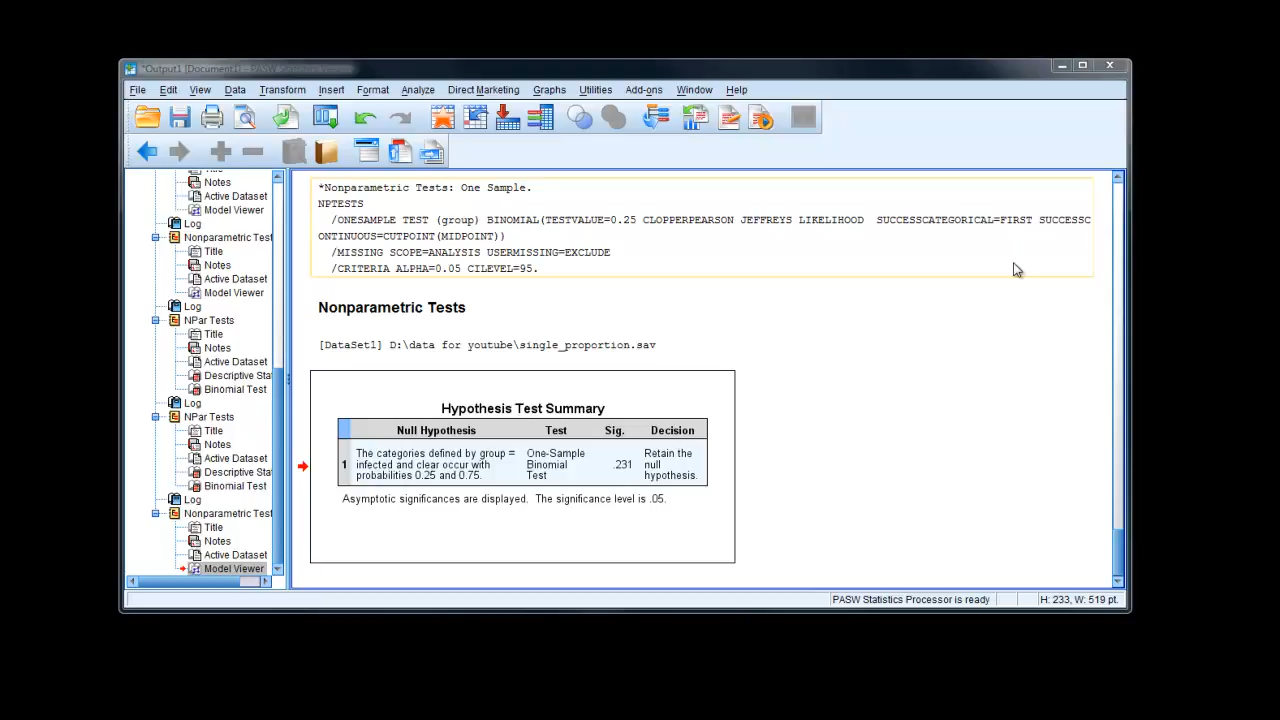 *Output1 [Document1] - PASW Statistics Viewer
File Edit View Data Transform Insert Format Analyze Direct Marketing Graphs Utilities Add-ons Window Help
Title
Notes
Active Dataset
Model Viewer
Log
Nonparametric Test
Title
Notes
Active Dataset
Model Viewer
Log
NPar Tests
Title
Notes
Active Dataset
Descriptive Sta
Binomial Test
Log
NPar Tests
Title
Notes
Active Dataset
Descriptive Sta
Binomial Test
Log
Nonparametric Test
Title
Notes
Active Dataset
Model Viewer
*Nonparametric Tests: One Sample.
NPTESTS
/ONESAMPLE TEST (group) BINOMIAL(TESTVALUE=0.25 CLOPPERPEARSON JEFFREYS LIKELIHOOD SUCCESSCATEGORICAL=FIRST SUCCESSC
ONTINUOUS=CUTPOINT(MIDPOINT))
/MISSING SCOPE=ANALYSIS USERMISSING=EXCLUDE
/CRITERIA ALPHA=0.05 CILEVEL=95.
Nonparametric Tests
[DataSet1] D:\data for youtube\single_proportion.sav
Hypothesis Test Summary
Null Hypothesis Test Sig. Decision
1 The categories defined by group = infected and clear occur with probabilities 0.25 and 0.75. One-Sample Binomial Test .231 Retain the null hypothesis.
Asymptotic significances are displayed. The significance level is .05.
PASW Statistics Processor is ready H: 233, W: 519 pt.